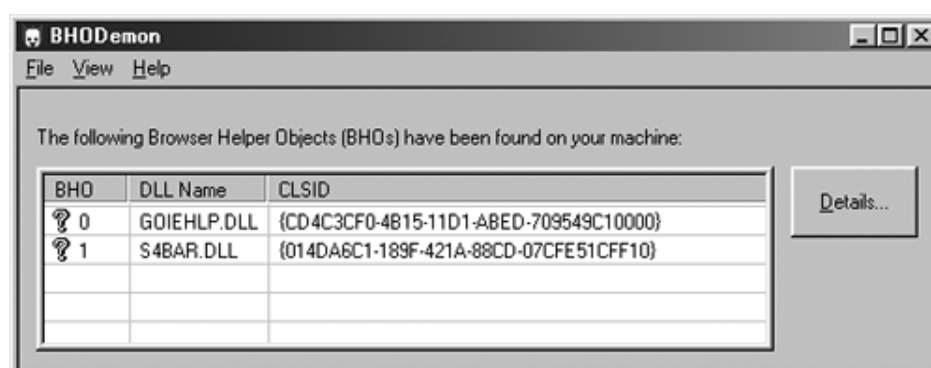 BHODemon
File View Help
The following Browser Helper Objects (BHOs) have been found on your machine:
BHO DLL Name CLSID
0 GOIEHLP.DLL {CD4C3CF0-4B15-11D1-ABED-709549C10000}
1 S4BAR.DLL {014DA6C1-189F-421A-88CD-07CFE51CFF10}
Details...